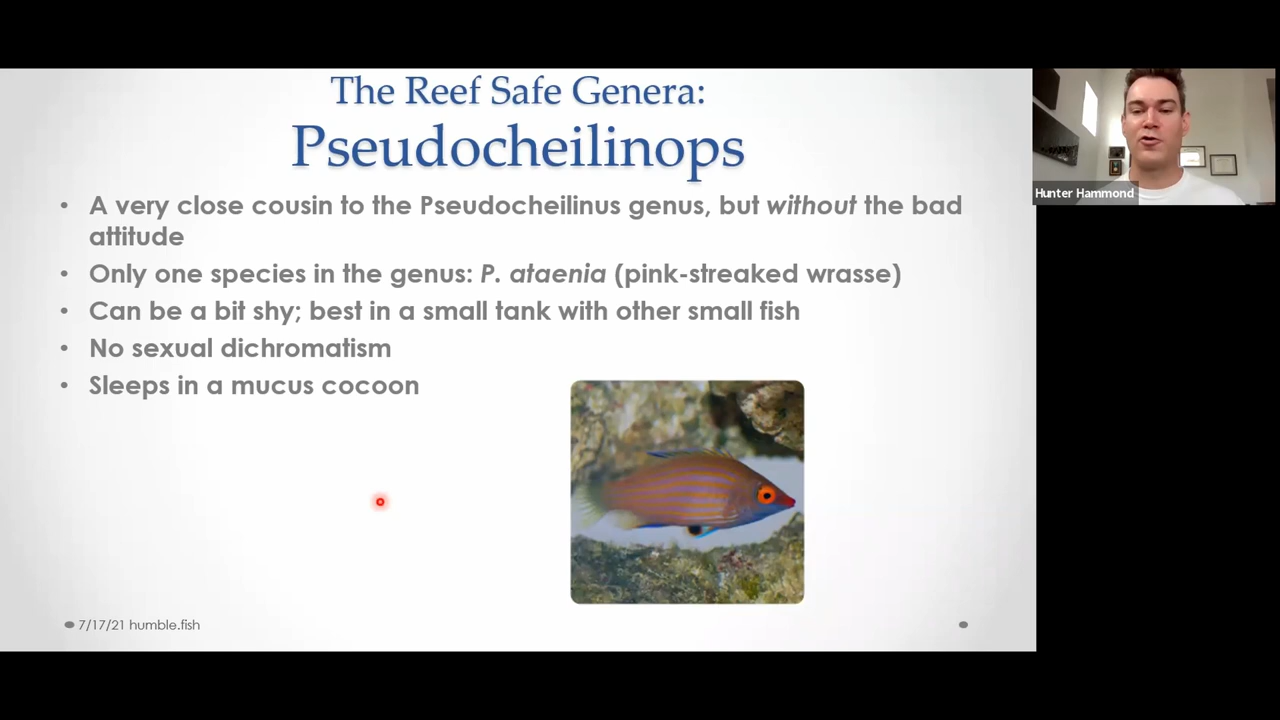 The Reef Safe Genera:
Pseudocheilinops
• A very close cousin to the Pseudocheilinus genus, but without the bad
attitude
• Only one species in the genus: P. ataenia (pink-streaked wrasse)
• Can be a bit shy; best in a small tank with other small fish
• No sexual dichromatism
• Sleeps in a mucus cocoon
7/17/21 humble.fish
Hunter Hammond